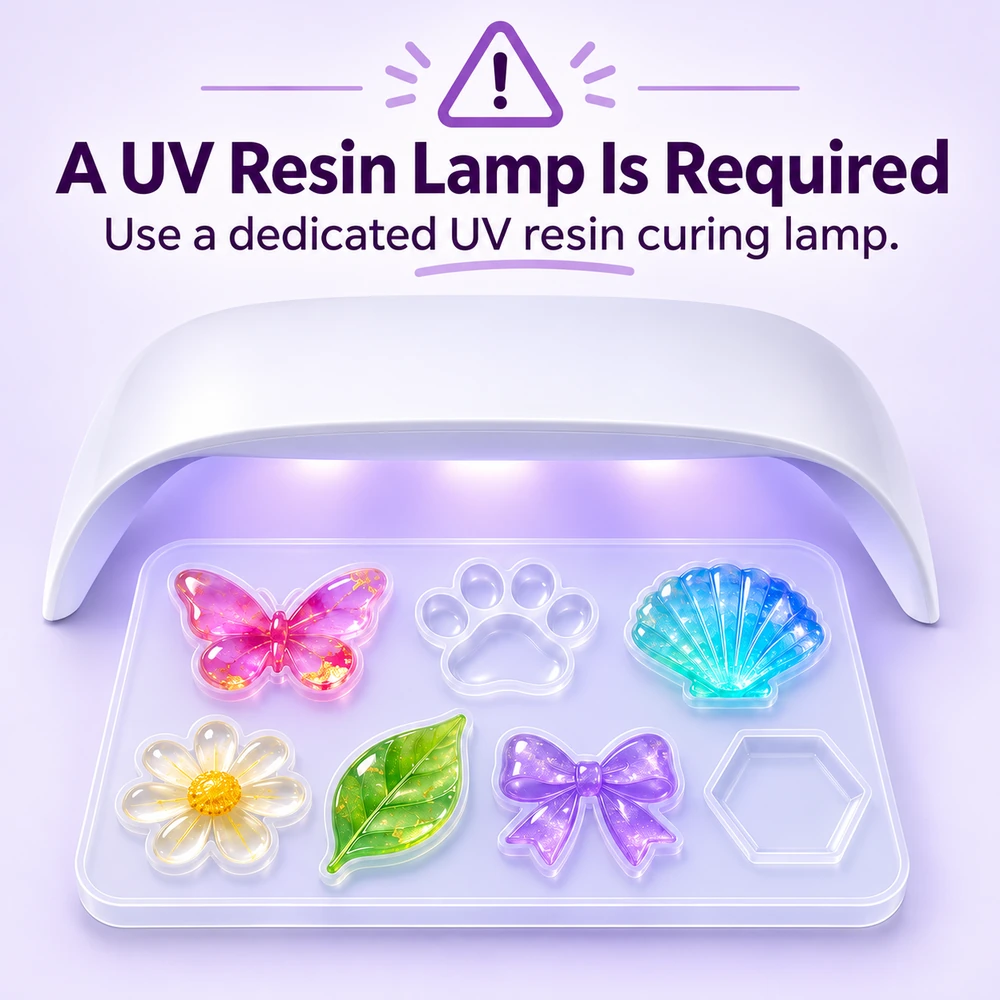 A UV Resin Lamp Is Required
Use a dedicated UV resin curing lamp.